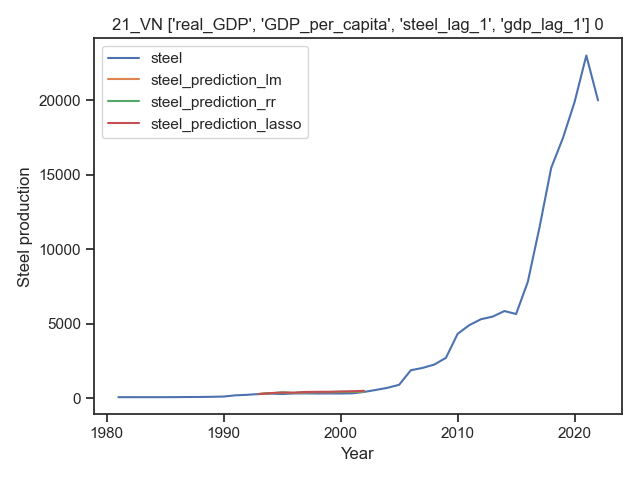 21_VN ['real_GDP', 'GDP_per_capita', 'steel_lag_1', 'gdp_lag_1'] 0
steel
steel_prediction_lm
steel_prediction_rr
steel_prediction_lasso
Steel production
20000
15000
10000
5000
0
1980
1990
2000
2010
2020
Year